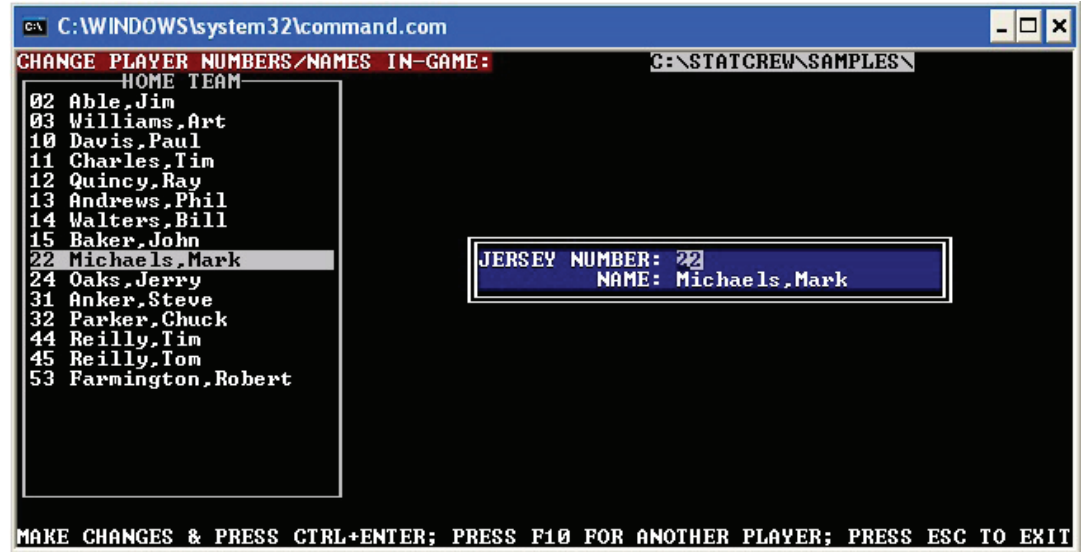 C:\WINDOWS\system32\command.com
CHANGE PLAYER NUMBERS/NAMES IN-GAME: C:\STATCREW\SAMPLES\
HOME TEAM
02 Able,Jim
03 Williams,Art
10 Davis,Paul
11 Charles,Tim
12 Quincy,Ray
13 Andrews,Phil
14 Walters,Bill
15 Baker,John
22 Michaels,Mark
24 Oaks,Jerry
31 Anker,Steve
32 Parker,Chuck
44 Reilly,Tim
45 Reilly,Tom
53 Farmington,Robert
JERSEY NUMBER: 22
NAME: Michaels,Mark
MAKE CHANGES & PRESS CTRL+ENTER; PRESS F10 FOR ANOTHER PLAYER; PRESS ESC TO EXIT